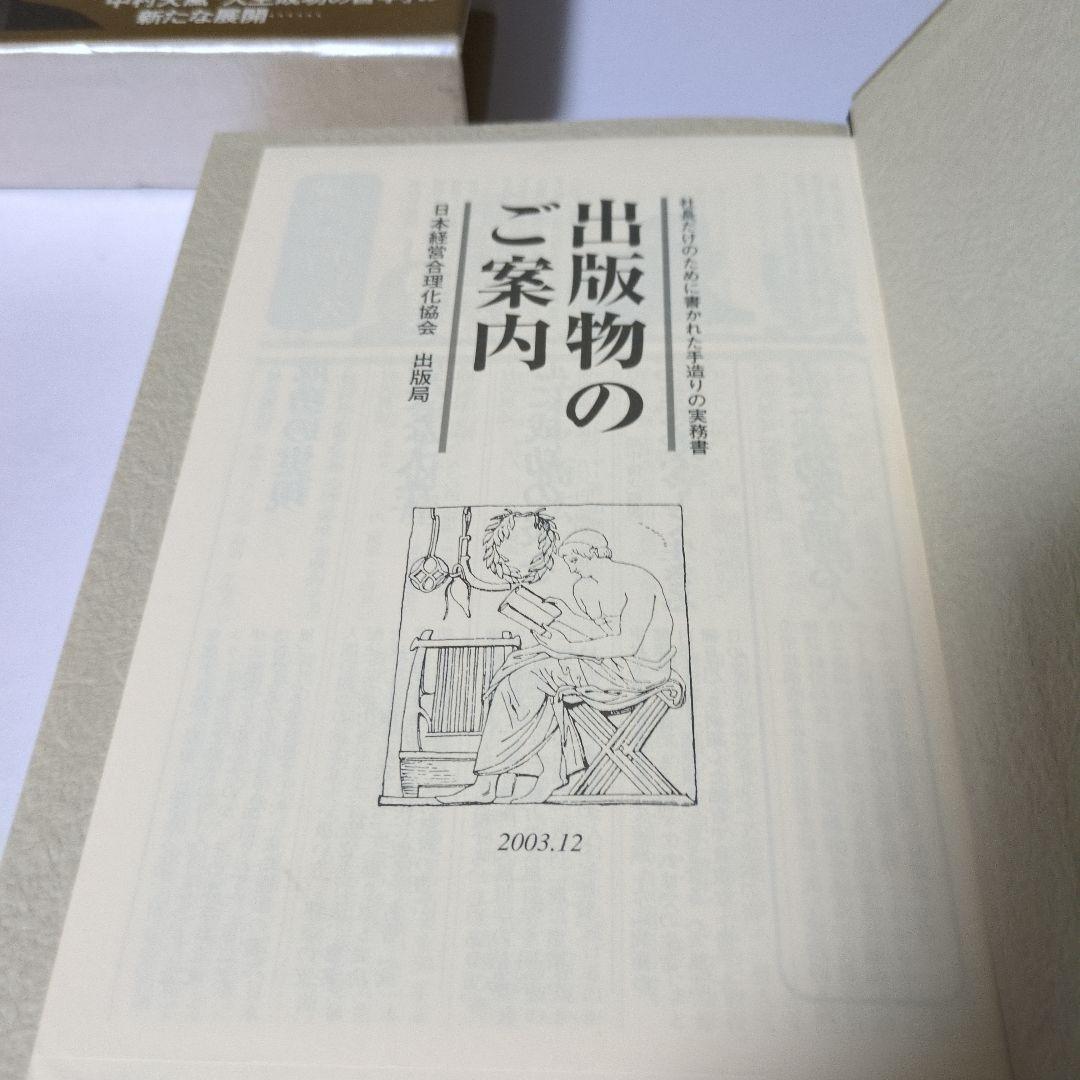 新たな展開……
社長だけのために書かれた手造りの実務書
出版物の
ご案内
日本経営合理化協会 出版局
2003.12